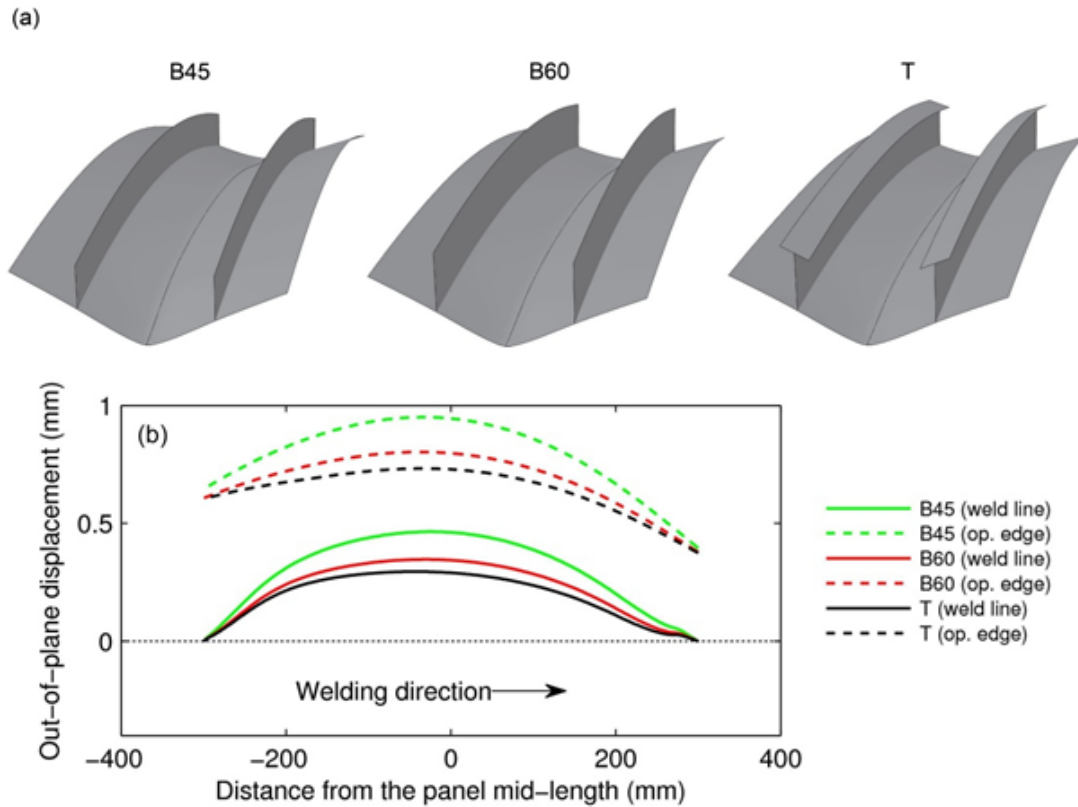 (a)
B45
B60
T
Out-of-plane displacement (mm)
1
0.5
0
(b)
Welding direction
−400
−200
0
200
400
Distance from the panel mid-length (mm)
B45 (weld line)
B45 (op. edge)
B60 (weld line)
B60 (op. edge)
T (weld line)
T (op. edge)